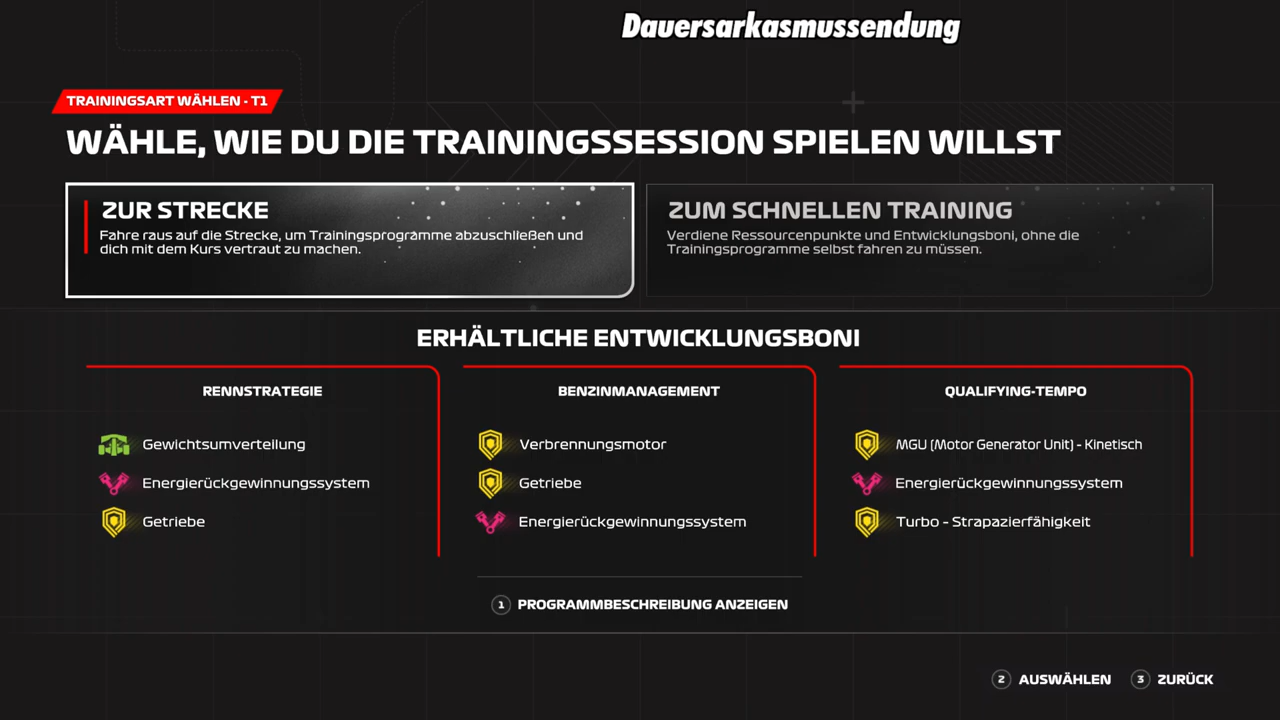 Dauersarkasmussendung
TRAININGSART WÄHLEN - T1
WÄHLE, WIE DU DIE TRAININGSSESSION SPIELEN WILLST
ZUR STRECKE
Fahre raus auf die Strecke, um Trainingsprogramme abzuschließen und
dich mit dem Kurs vertraut zu machen.
ZUM SCHNELLEN TRAINING
Verdiene Ressourcenpunkte und Entwicklungsboni, ohne die
Trainingsprogramme selbst fahren zu müssen.
ERHÄLTLICHE ENTWICKLUNGSBONI
RENNSTRATEGIE
Gewichtsumverteilung
Energierückgewinnungssystem
Getriebe
BENZINMANAGEMENT
Verbrennungsmotor
Getriebe
Energierückgewinnungssystem
QUALIFYING-TEMPO
MGU (Motor Generator Unit) - Kinetisch
Energierückgewinnungssystem
Turbo - Strapazierfähigkeit
1 PROGRAMMBESCHREIBUNG ANZEIGEN
2 AUSWÄHLEN 3 ZURÜCK